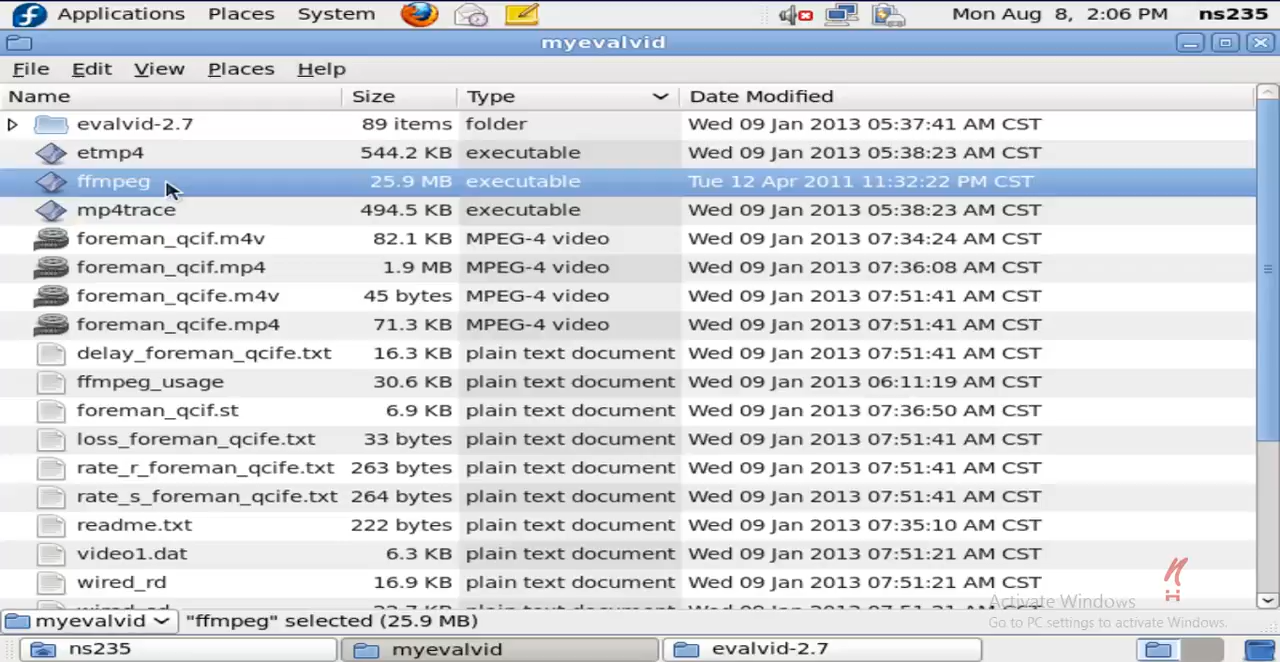 Applications Places System Mon Aug 8, 2:06 PM ns235
myevalvid
File Edit View Places Help
Name Size Type Date Modified
evalvid-2.7 89 items folder Wed 09 Jan 2013 05:37:41 AM CST
etmp4 544.2 KB executable Wed 09 Jan 2013 05:38:23 AM CST
ffmpeg 25.9 MB executable Tue 12 Apr 2011 11:32:22 PM CST
mp4trace 494.5 KB executable Wed 09 Jan 2013 05:38:23 AM CST
foreman_qcif.m4v 82.1 KB MPEG-4 video Wed 09 Jan 2013 07:34:24 AM CST
foreman_qcif.mp4 1.9 MB MPEG-4 video Wed 09 Jan 2013 07:36:08 AM CST
foreman_qcife.m4v 45 bytes MPEG-4 video Wed 09 Jan 2013 07:51:41 AM CST
foreman_qcife.mp4 71.3 KB MPEG-4 video Wed 09 Jan 2013 07:51:41 AM CST
delay_foreman_qcife.txt 16.3 KB plain text document Wed 09 Jan 2013 07:51:41 AM CST
ffmpeg_usage 30.6 KB plain text document Wed 09 Jan 2013 06:11:19 AM CST
foreman_qcif.st 6.9 KB plain text document Wed 09 Jan 2013 07:36:50 AM CST
loss_foreman_qcife.txt 33 bytes plain text document Wed 09 Jan 2013 07:51:41 AM CST
rate_r_foreman_qcife.txt 263 bytes plain text document Wed 09 Jan 2013 07:51:41 AM CST
rate_s_foreman_qcife.txt 264 bytes plain text document Wed 09 Jan 2013 07:51:41 AM CST
readme.txt 222 bytes plain text document Wed 09 Jan 2013 07:35:10 AM CST
video1.dat 6.3 KB plain text document Wed 09 Jan 2013 07:51:21 AM CST
wired_rd 16.9 KB plain text document Wed 09 Jan 2013 07:51:21 AM CST
Activate Windows
Go to PC settings to activate Windows.
myevalvid "ffmpeg" selected (25.9 MB)
ns235 myevalvid evalvid-2.7